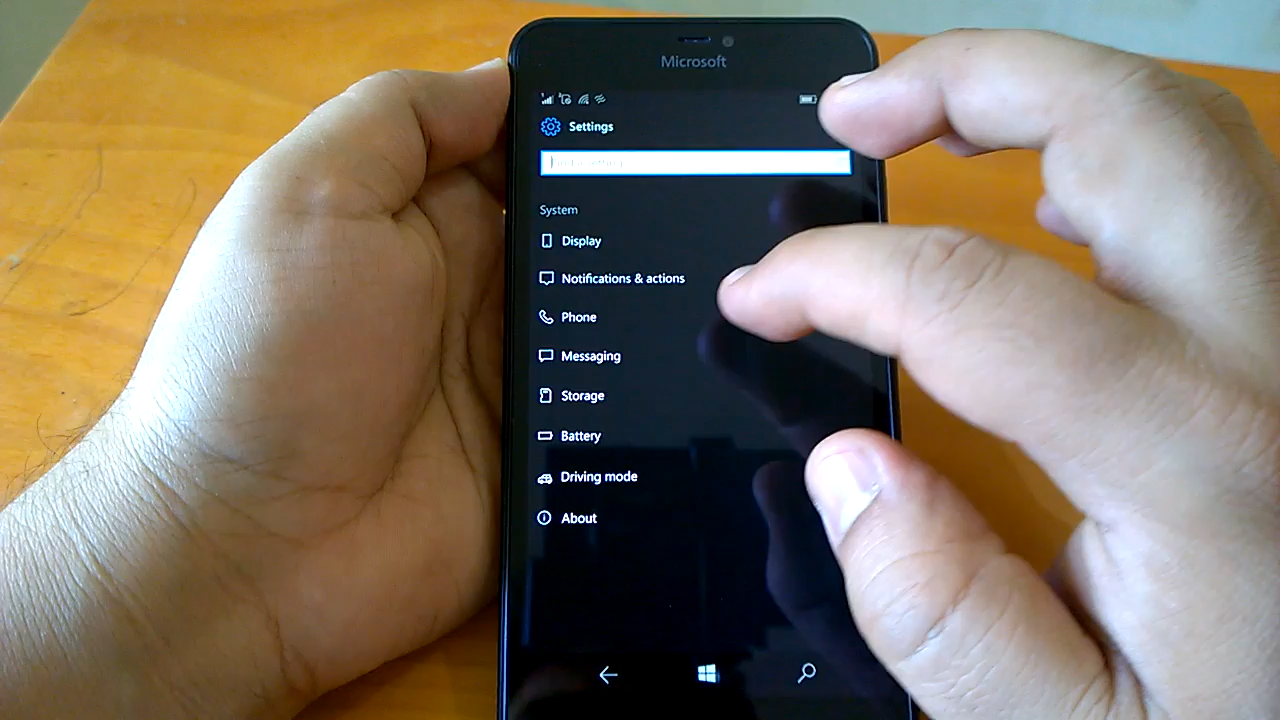 Microsoft
Settings
System
Display
Notifications & actions
Phone
Messaging
Storage
Battery
Driving mode
About